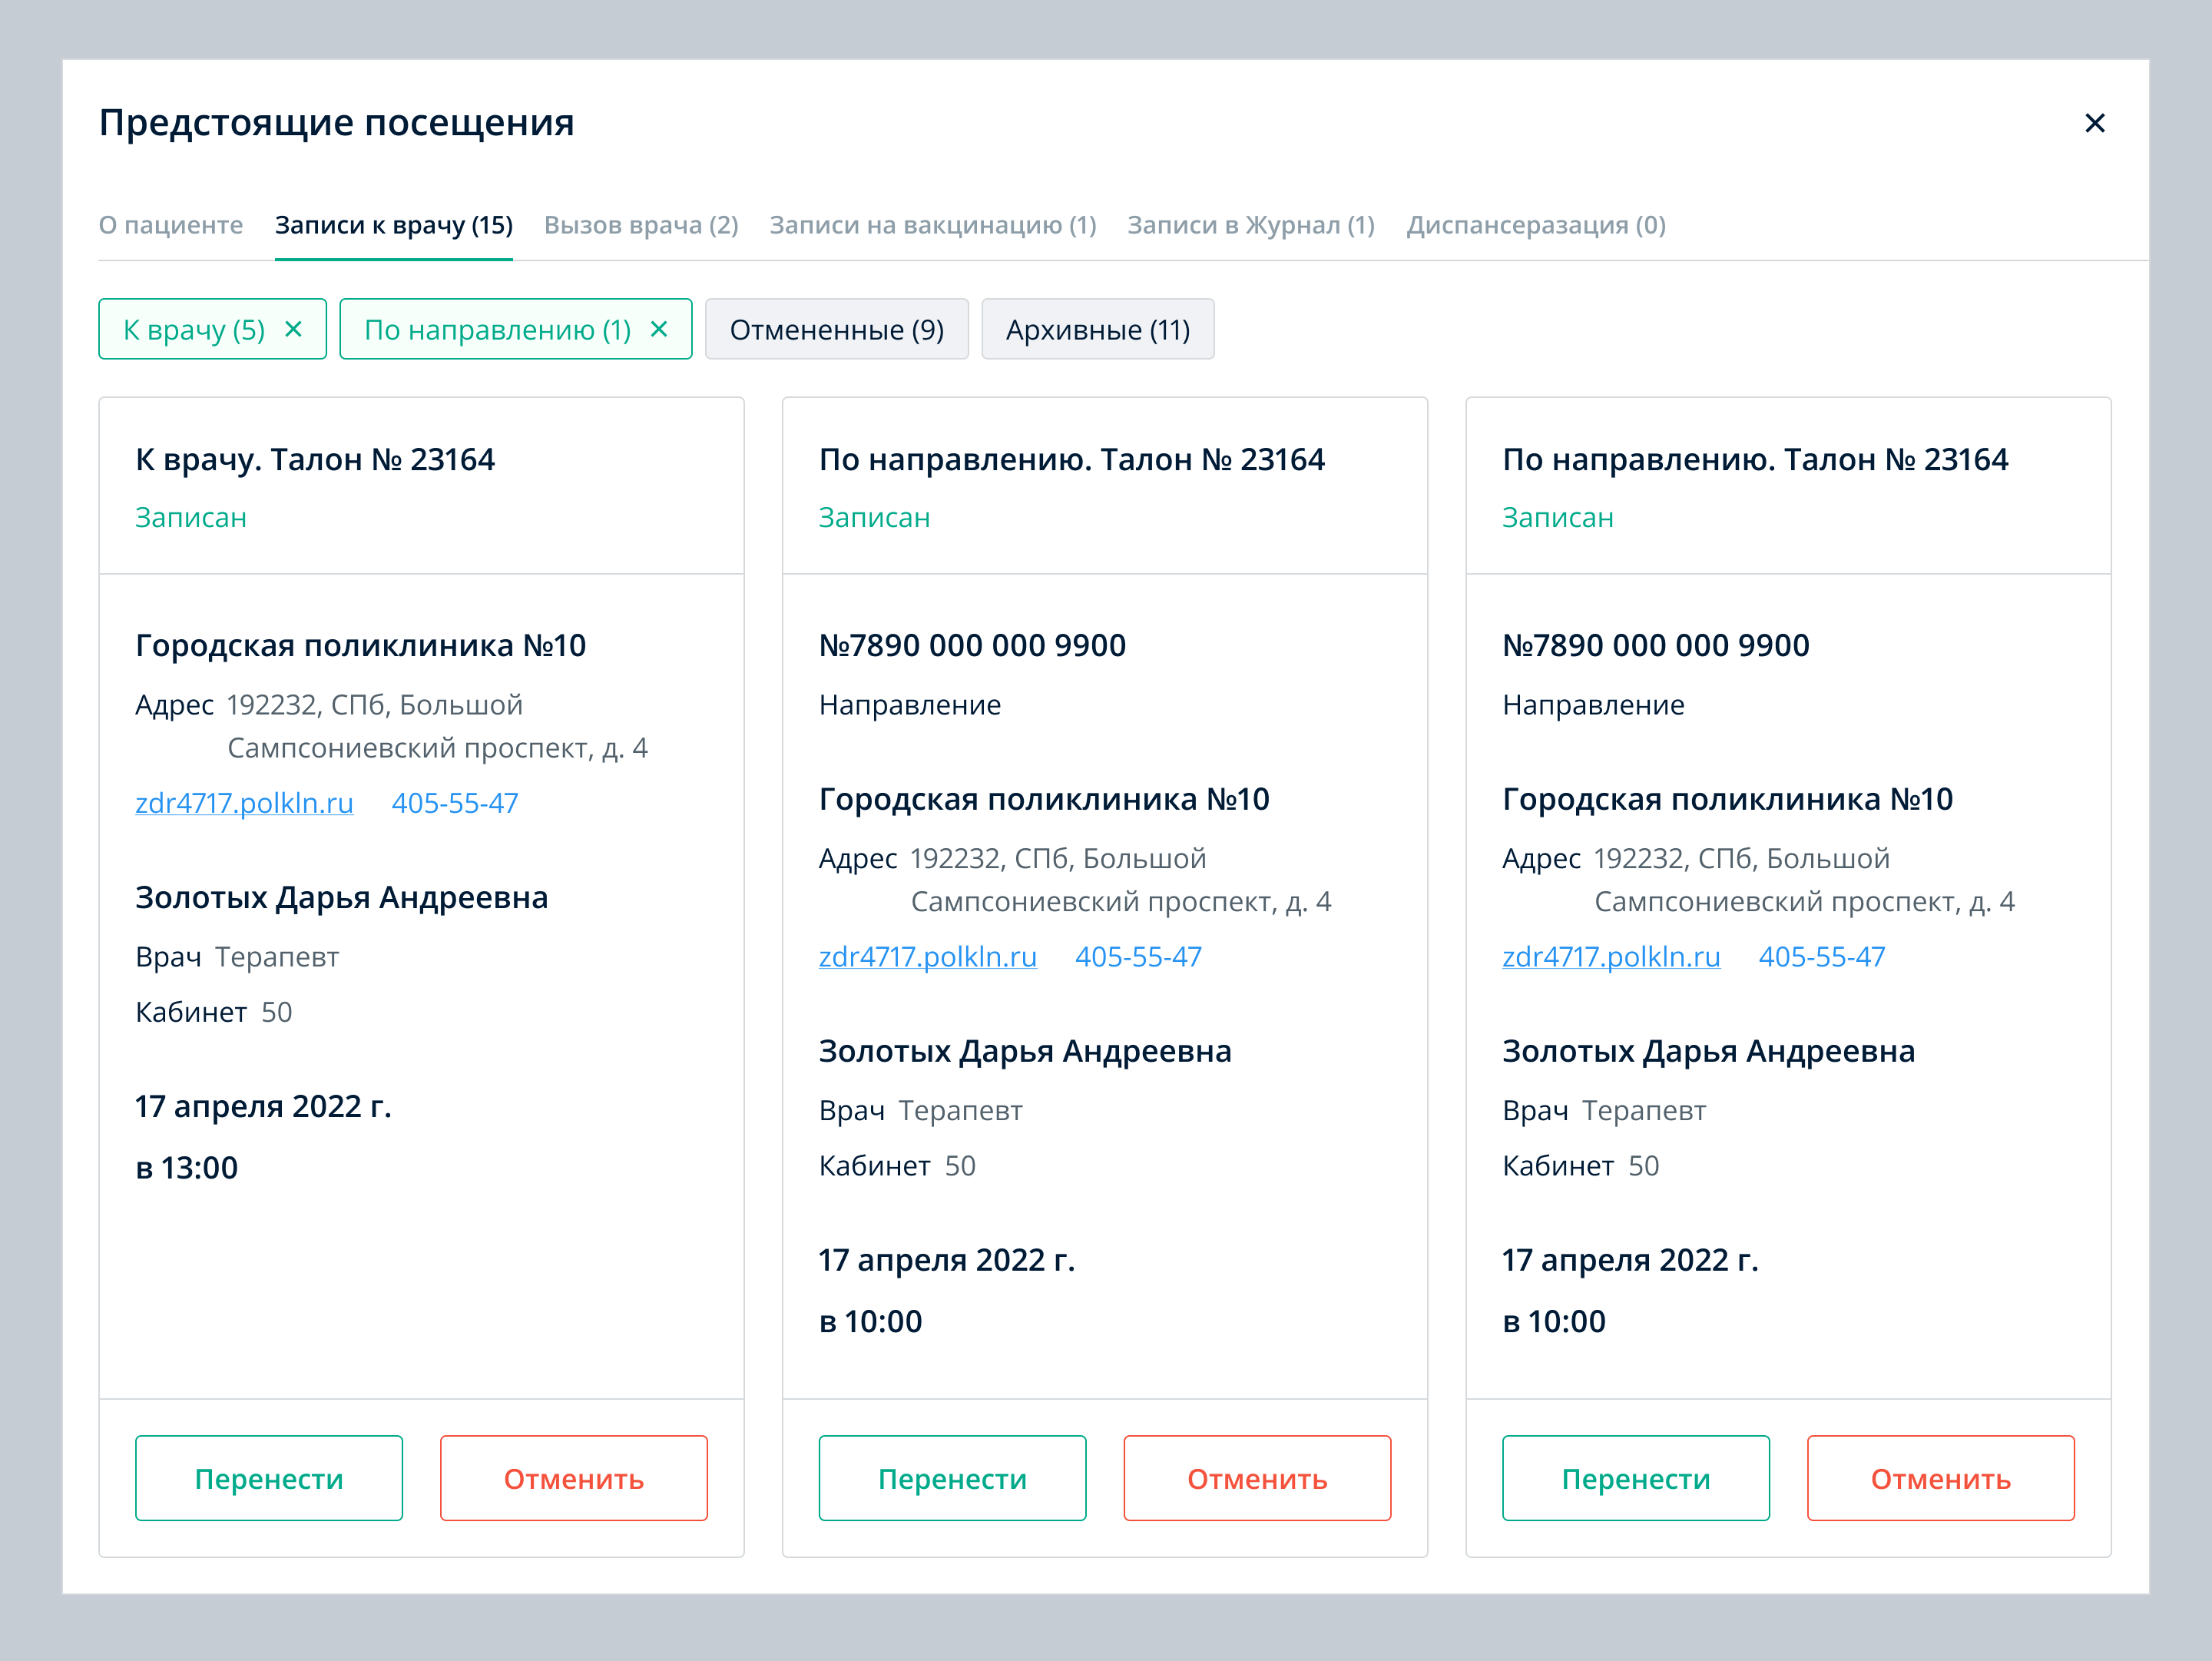 Предстоящие посещения
О пациенте Записи к врачу (15) Вызов врача (2) Записи на вакцинацию (1) Записи в Журнал (1) Диспансеразация (0)
К врачу (5) По направлению (1) Отмененные (9) Архивные (11)
К врачу. Талон № 23164
Записан
Городская поликлиника №10
Адрес 192232, СПб, Большой
Сампсониевский проспект, д. 4
zdr4717.polkln.ru 405-55-47
Золотых Дарья Андреевна
Врач Терапевт
Кабинет 50
17 апреля 2022 г.
в 13:00
Перенести Отменить
По направлению. Талон № 23164
Записан
№7890 000 000 9900
Направление
Городская поликлиника №10
Адрес 192232, СПб, Большой
Сампсониевский проспект, д. 4
zdr4717.polkln.ru 405-55-47
Золотых Дарья Андреевна
Врач Терапевт
Кабинет 50
17 апреля 2022 г.
в 10:00
Перенести Отменить
По направлению. Талон № 23164
Записан
№7890 000 000 9900
Направление
Городская поликлиника №10
Адрес 192232, СПб, Большой
Сампсониевский проспект, д. 4
zdr4717.polkln.ru 405-55-47
Золотых Дарья Андреевна
Врач Терапевт
Кабинет 50
17 апреля 2022 г.
в 10:00
Перенести Отменить